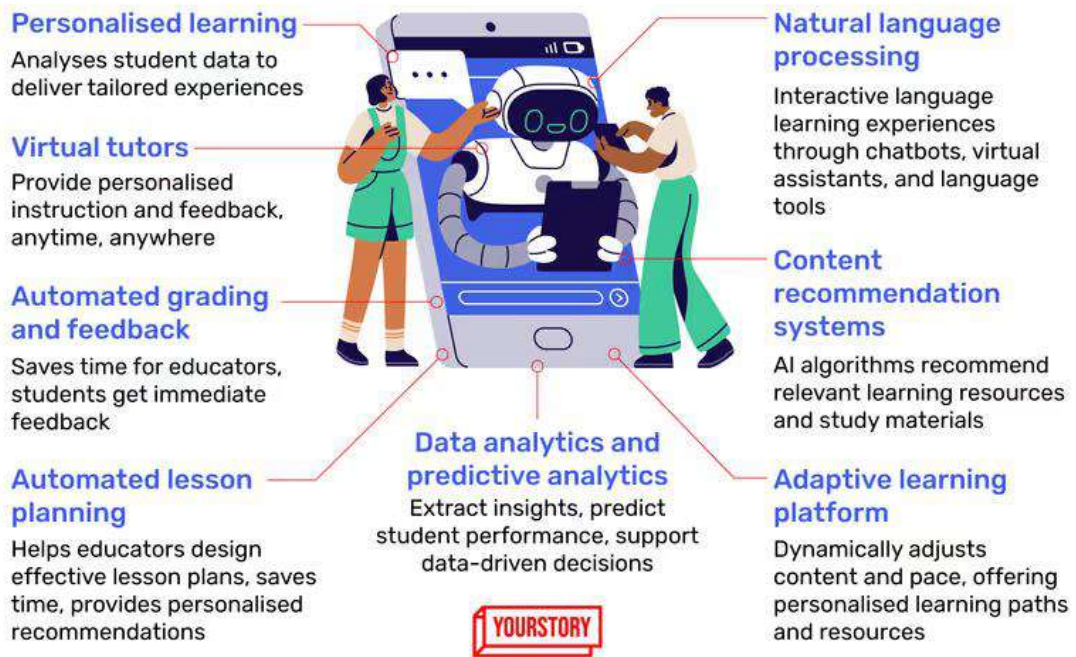 Personalised learning
Analyses student data to
deliver tailored experiences
Virtual tutors
Provide personalised
instruction and feedback,
anytime, anywhere
Automated grading
and feedback
Saves time for educators,
students get immediate
feedback
Automated lesson
planning
Helps educators design
effective lesson plans, saves
time, provides personalised
recommendations
Data analytics and
predictive analytics
Extract insights, predict
student performance, support
data-driven decisions
Natural language
processing
Interactive language
learning experiences
through chatbots, virtual
assistants, and language
tools
Content
recommendation
systems
AI algorithms recommend
relevant learning resources
and study materials
Adaptive learning
platform
Dynamically adjusts
content and pace, offering
personalised learning paths
and resources
YOURSTORY